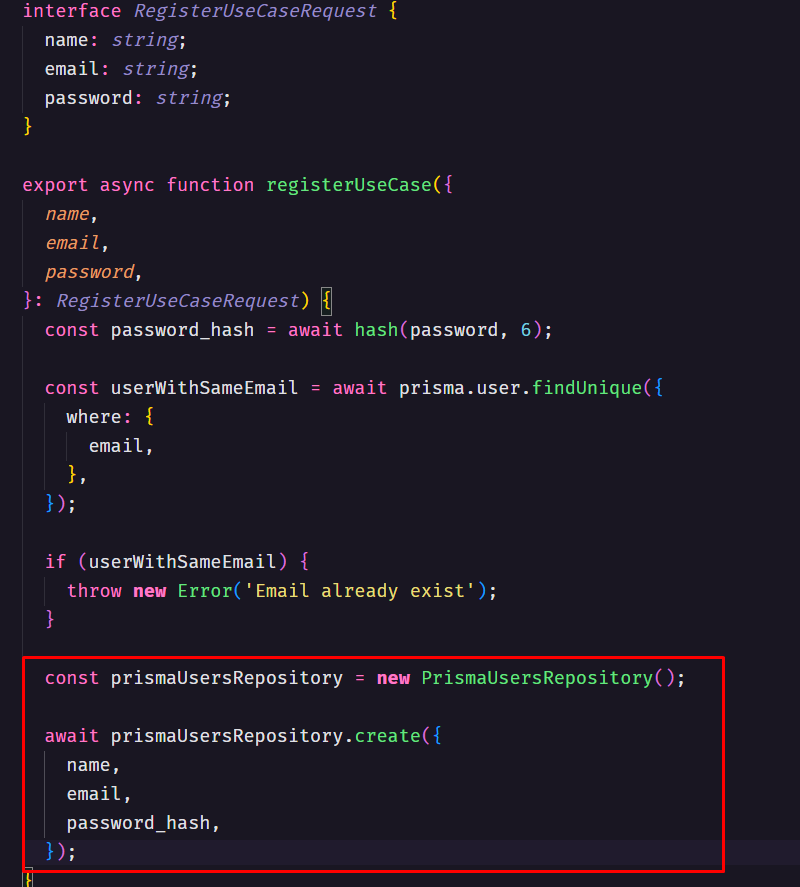 interface RegisterUseCaseRequest {
name: string;
email: string;
password: string;
}
export async function registerUseCase({
name,
email,
password,
}: RegisterUseCaseRequest) {
const password_hash = await hash(password, 6);
const userWithSameEmail = await prisma.user.findUnique({
where: {
email,
},
});
if (userWithSameEmail) {
throw new Error('Email already exist');
}
const prismaUsersRepository = new PrismaUsersRepository();
await prismaUsersRepository.create({
name,
email,
password_hash,
});
}